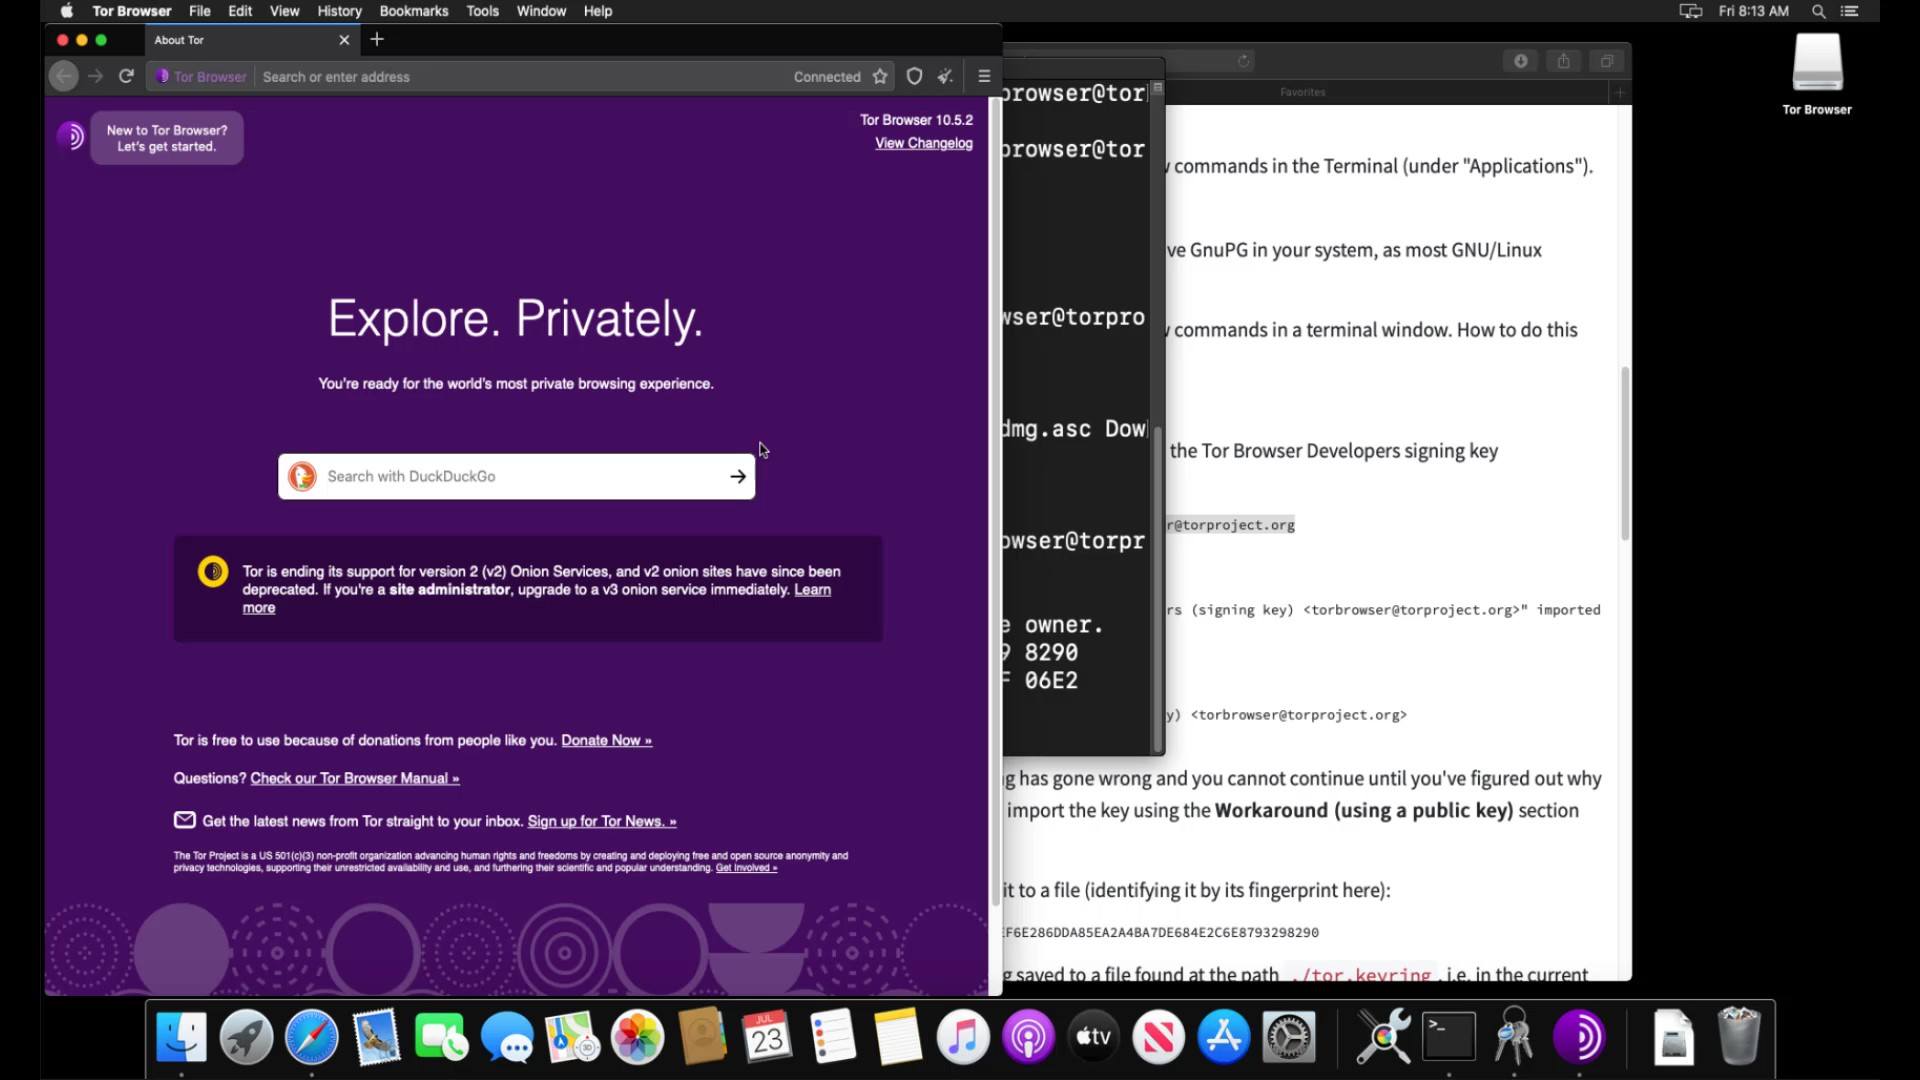 Tor Browser File Edit View History Bookmarks Tools Window Help
Fri 8:13 AM
About Tor
Tor Browser Search or enter address Connected
New to Tor Browser?
Let's get started.
Tor Browser 10.5.2
View Changelog
Explore. Privately.
You're ready for the world's most private browsing experience.
Search with DuckDuckGo
Tor is ending its support for version 2 (v2) Onion Services, and v2 onion sites have since been
deprecated. If you're a site administrator, upgrade to a v3 onion service immediately. Learn
more
Tor is free to use because of donations from people like you. Donate Now »
Questions? Check our Tor Browser Manual »
Get the latest news from Tor straight to your inbox. Sign up for Tor News. »
The Tor Project is a US 501(c)(3) non-profit organization advancing human rights and freedoms by creating and deploying free and open source anonymity and
privacy technologies, supporting their unrestricted availability and use, and furthering their scientific and popular understanding. Get Involved »
browser@tor
browser@tor
wser@torpro
dmg.asc Dow
owser@torpr
e owner.
9 8290
F 06E2
Favorites
w commands in the Terminal (under "Applications").
ve GnuPG in your system, as most GNU/Linux
w commands in a terminal window. How to do this
the Tor Browser Developers signing key
r@torproject.org
rs (signing key) <torbrowser@torproject.org>" imported
y) <torbrowser@torproject.org>
g has gone wrong and you cannot continue until you've figured out why
import the key using the Workaround (using a public key) section
it to a file (identifying it by its fingerprint here):
EF6E286DDA85EA2A4BA7DE684E2C6E8793298290
g saved to a file found at the path ./tor.keyring, i.e. in the current
Tor Browser
JUL
23
3D
tv
>_